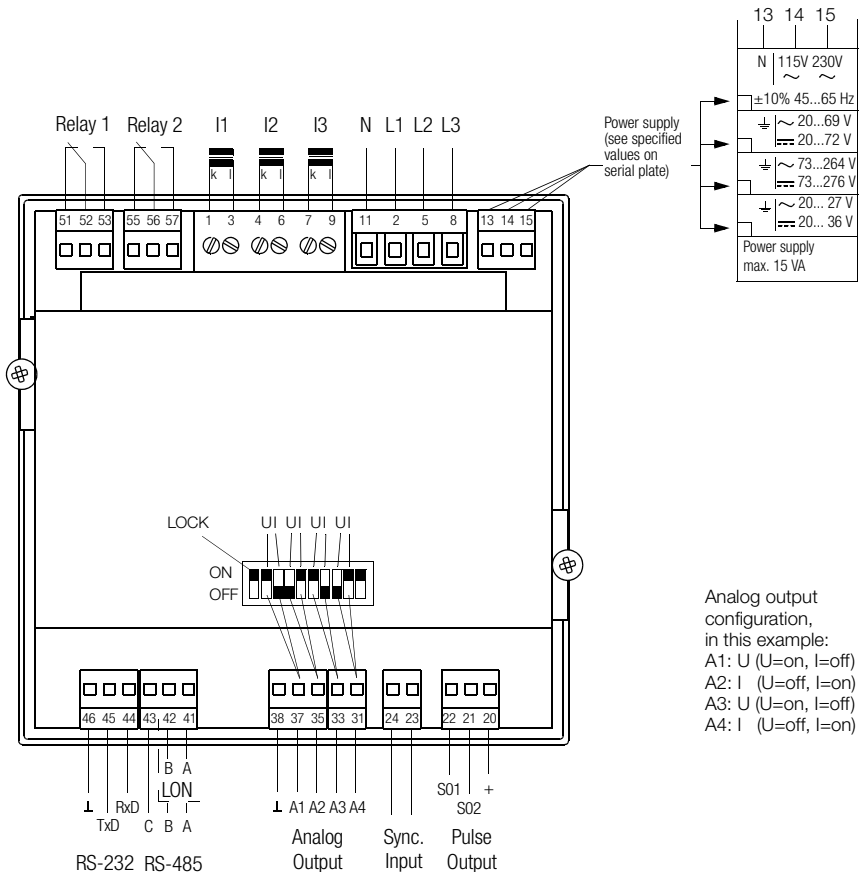 13 14 15
N 115V 230V
∼ ∼
±10% 45...65 Hz
⏚ ∼ 20...69 V
⎓ 20...72 V
⏚ ∼ 73...264 V
⎓ 73...276 V
⏚ ∼ 20... 27 V
⎓ 20... 36 V
Power supply
max. 15 VA
Power supply
(see specified
values on
serial plate)
Relay 1 Relay 2 I1 I2 I3 N L1 L2 L3
k l k l k l
51 52 53 55 56 57 1 3 4 6 7 9 11 2 5 8 13 14 15
LOCK UI UI UI UI
ON
OFF
Analog output
configuration,
in this example:
A1: U (U=on, I=off)
A2: I (U=off, I=on)
A3: U (U=on, I=off)
A4: I (U=off, I=on)
46 45 44 43 42 41 38 37 35 33 31 24 23 22 21 20
B A
LON
⊥ TxD RxD C B A
⊥ A1 A2 A3 A4
S01 S02 +
RS-232 RS-485
Analog
Output
Sync.
Input
Pulse
Output